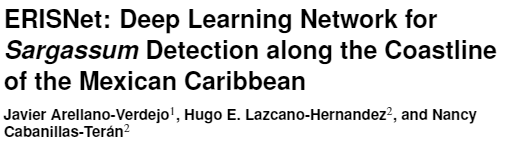 ERISNet: Deep Learning Network for
Sargassum Detection along the Coastline
of the Mexican Caribbean
Javier Arellano-Verdejo¹, Hugo E. Lazcano-Hernandez², and Nancy
Cabanillas-Terán²